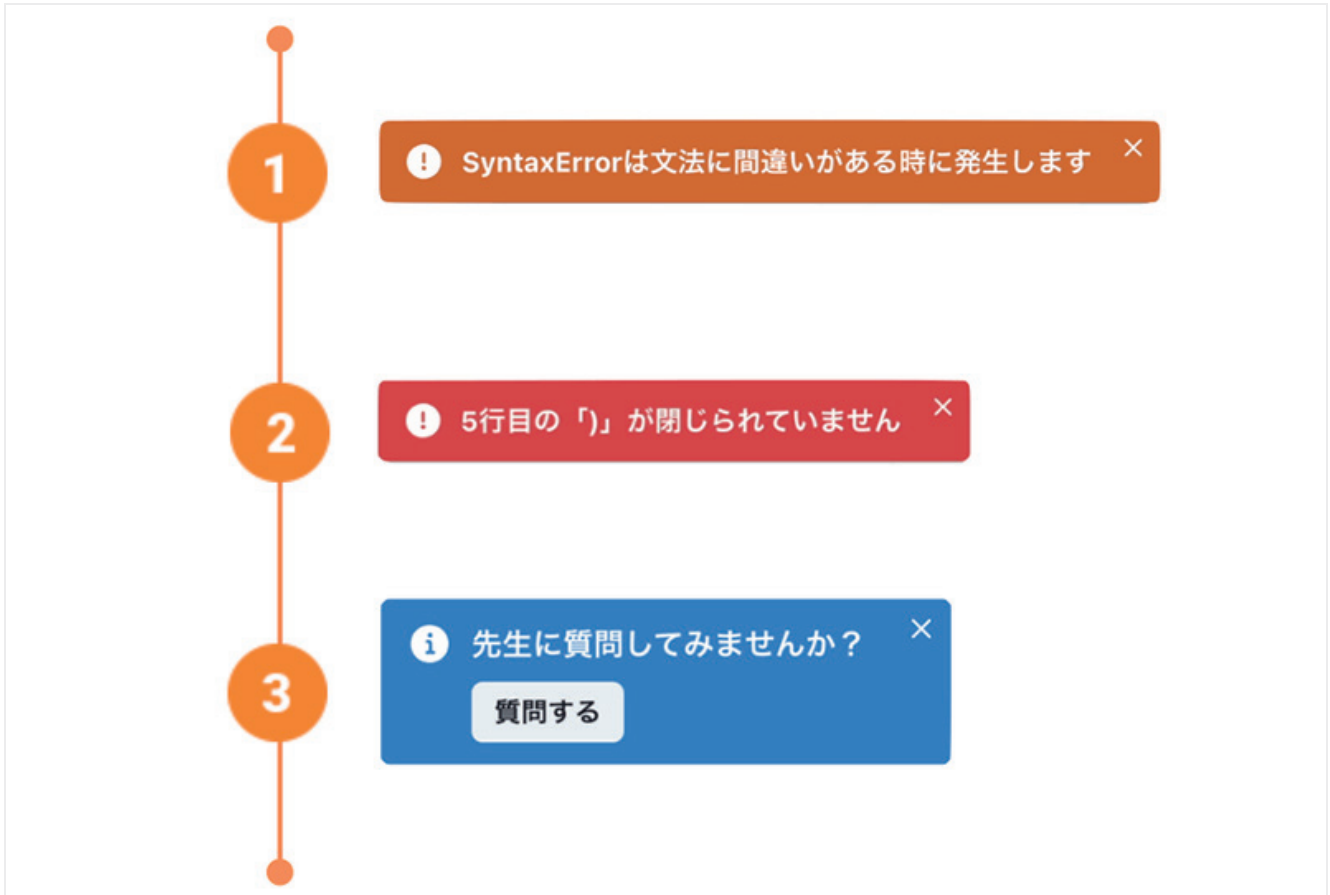 1
SyntaxErrorは文法に間違いがある時に発生します
2
5行目の「)」が閉じられていません
3
先生に質問してみませんか？
質問する